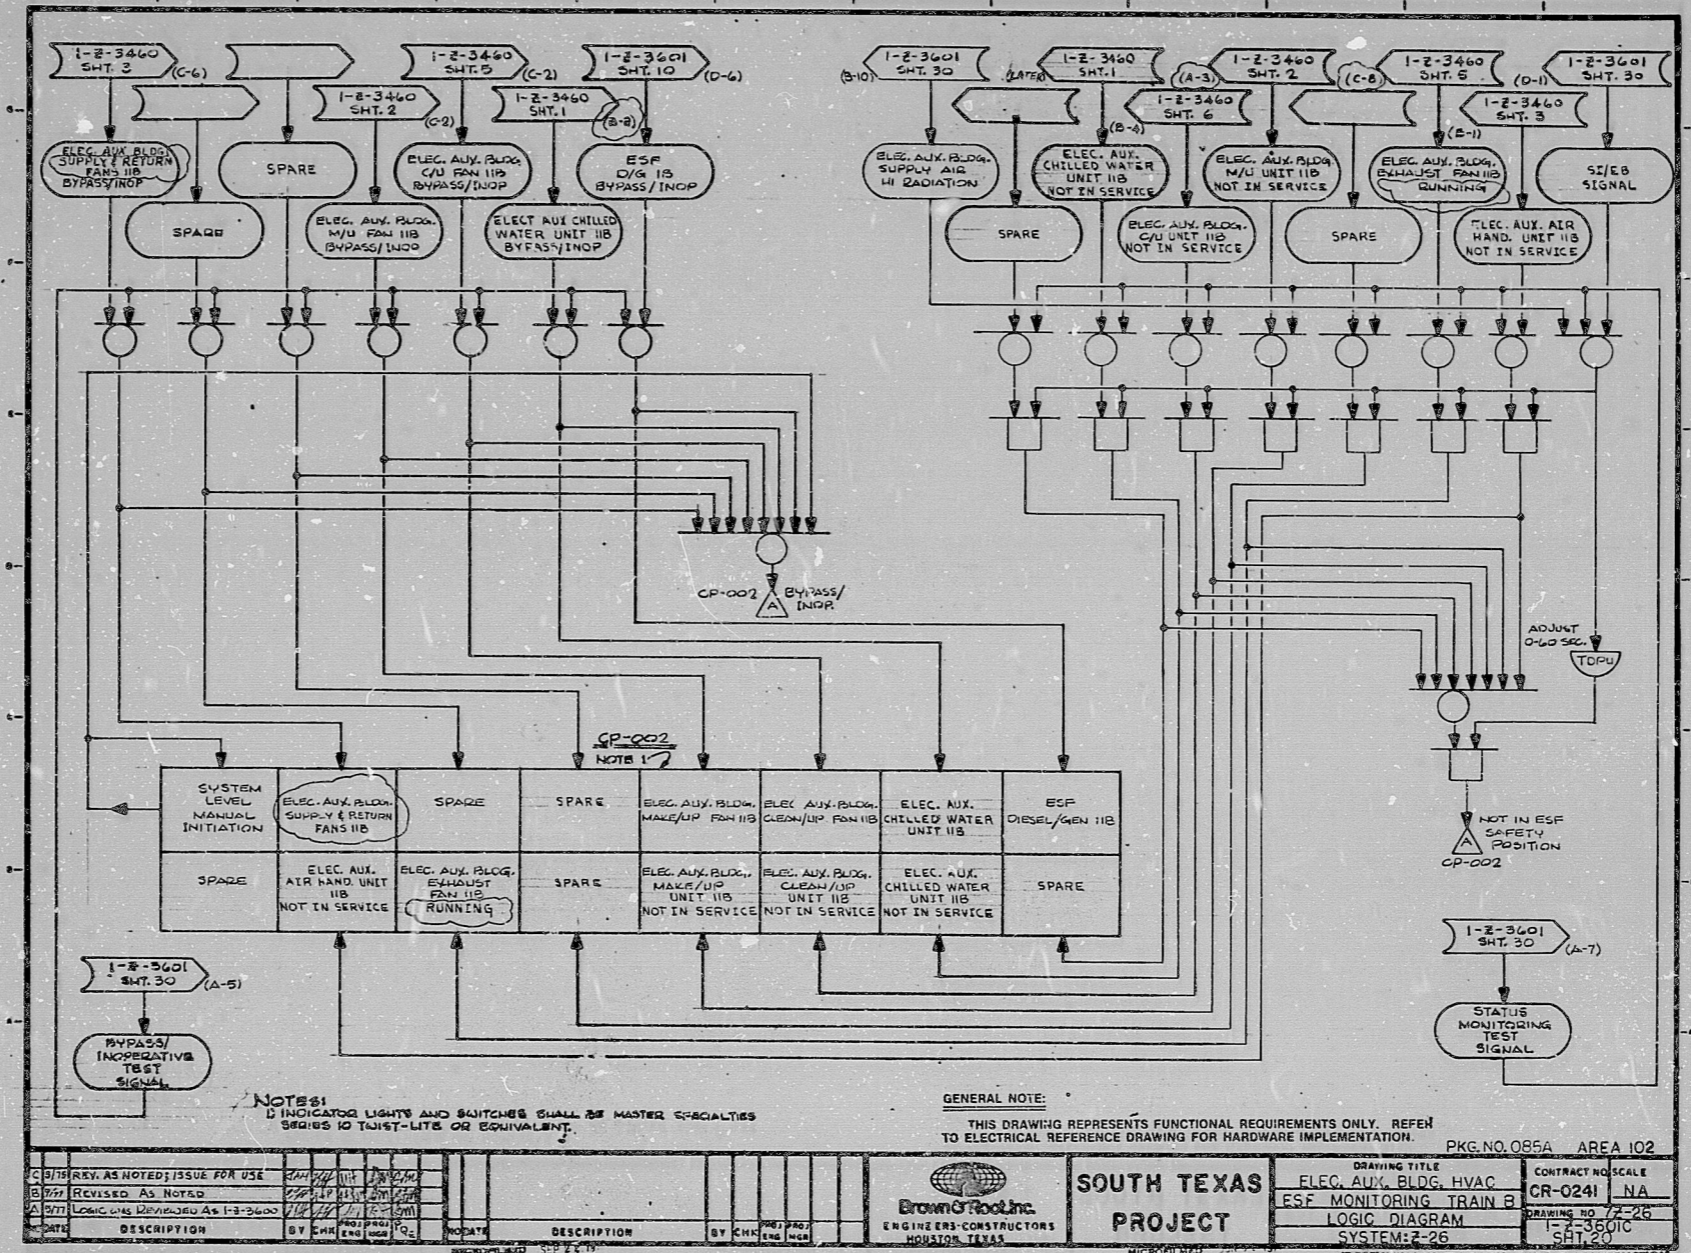 1-Z-3460
SHT. 3
(C-6)
1-Z-3460
SHT. 5
(C-2)
1-Z-3601
SHT. 10
(D-6)
1-Z-3460
SHT. 2
(C-2)
1-Z-3460
SHT. 1
(B-2)
(B-10)
1-Z-3601
SHT. 30
(LATER)
1-Z-3460
SHT. 1
(B-4)
(A-3)
1-Z-3460
SHT. 2
(C-8)
1-Z-3460
SHT. 5
(B-1)
(D-1)
1-Z-3601
SHT. 30
1-Z-3460
SHT. 6
1-Z-3460
SHT. 3
ELEC. AUX. BLDG.
SUPPLY & RETURN
FANS 11B
BYPASS/INOP
SPARE
SPARE
ELEC. AUX. BLDG.
M/U FAN 11B
BYPASS/INOP
ELEC. AUX. BLDG.
C/U FAN 11B
BYPASS/INOP
ELECT AUX CHILLED
WATER UNIT 11B
BYPASS/INOP
ESF
D/G 1B
BYPASS/INOP
ELEC. AUX. BLDG.
SUPPLY AIR
HI RADIATION
SPARE
ELEC. AUX.
CHILLED WATER
UNIT 11B
NOT IN SERVICE
ELEC. AUX. BLDG.
C/U UNIT 11B
NOT IN SERVICE
ELEC. AUX. BLDG.
M/U UNIT 11B
NOT IN SERVICE
SPARE
ELEC. AUX. BLDG.
EXHAUST FAN 11B
RUNNING
ELEC. AUX. AIR
HAND. UNIT 11B
NOT IN SERVICE
SI/EB
SIGNAL
CP-002
A
BYPASS/
INOP.
ADJUST
0-60 SEC.
TDPU
NOT IN ESF
SAFETY
POSITION
A
CP-002
CP-002
NOTE 1
SYSTEM
LEVEL
MANUAL
INITIATION
ELEC. AUX. BLDG.
SUPPLY & RETURN
FANS 11B
SPARE
SPARE
ELEC. AUX. BLDG.
MAKE/UP FAN 11B
ELEC. AUX. BLDG.
CLEAN/UP FAN 11B
ELEC. AUX.
CHILLED WATER
UNIT 11B
ESF
DIESEL/GEN 11B
SPARE
ELEC. AUX.
AIR HAND. UNIT
11B
NOT IN SERVICE
ELEC. AUX. BLDG.
EXHAUST
FAN 11B
RUNNING
SPARE
ELEC. AUX. BLDG.
MAKE/UP
UNIT 11B
NOT IN SERVICE
ELEC. AUX. BLDG.
CLEAN/UP
UNIT 11B
NOT IN SERVICE
ELEC. AUX.
CHILLED WATER
UNIT 11B
NOT IN SERVICE
SPARE
1-Z-3601
SHT. 30
(A-5)
BYPASS/
INOPERATIVE
TEST
SIGNAL
1-Z-3601
SHT. 30
(A-7)
STATUS
MONITORING
TEST
SIGNAL
NOTES:
1) INDICATOR LIGHTS AND SWITCHES SHALL BE MASTER SPECIALTIES
SERIES 10 TWIST-LITE OR EQUIVALENT.
GENERAL NOTE:
THIS DRAWING REPRESENTS FUNCTIONAL REQUIREMENTS ONLY. REFER
TO ELECTRICAL REFERENCE DRAWING FOR HARDWARE IMPLEMENTATION.
PKG. NO. 085A AREA 102
C REV. AS NOTED; ISSUE FOR USE
B REVISED AS NOTED
A 5/77 LOGIC WAS REVIEWED AS 1-Z-3600
DATE DESCRIPTION BY CHK
NO DATE DESCRIPTION BY CHK
Brown & Root, Inc.
ENGINEERS-CONSTRUCTORS
HOUSTON, TEXAS
SOUTH TEXAS
PROJECT
DRAWING TITLE
ELEC. AUX. BLDG. HVAC
ESF MONITORING TRAIN B
LOGIC DIAGRAM
SYSTEM: Z-26
CONTRACT NO SCALE
CR-0241 NA
DRAWING NO 7Z-26
1-Z-3601C
SHT. 20